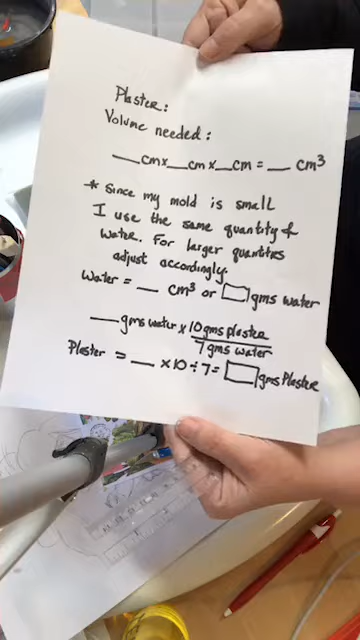 Plaster:
Volume needed:
___cm x ___cm x ___cm = ___ cm³
* Since my mold is small
I use the same quantity of
water. For larger quantities
adjust accordingly.
Water = ___ cm³ or □ gms water
___ gms water x 10 gms plaster
7 gms water
Plaster = ___ x 10 ÷ 7 = □ gms Plaster